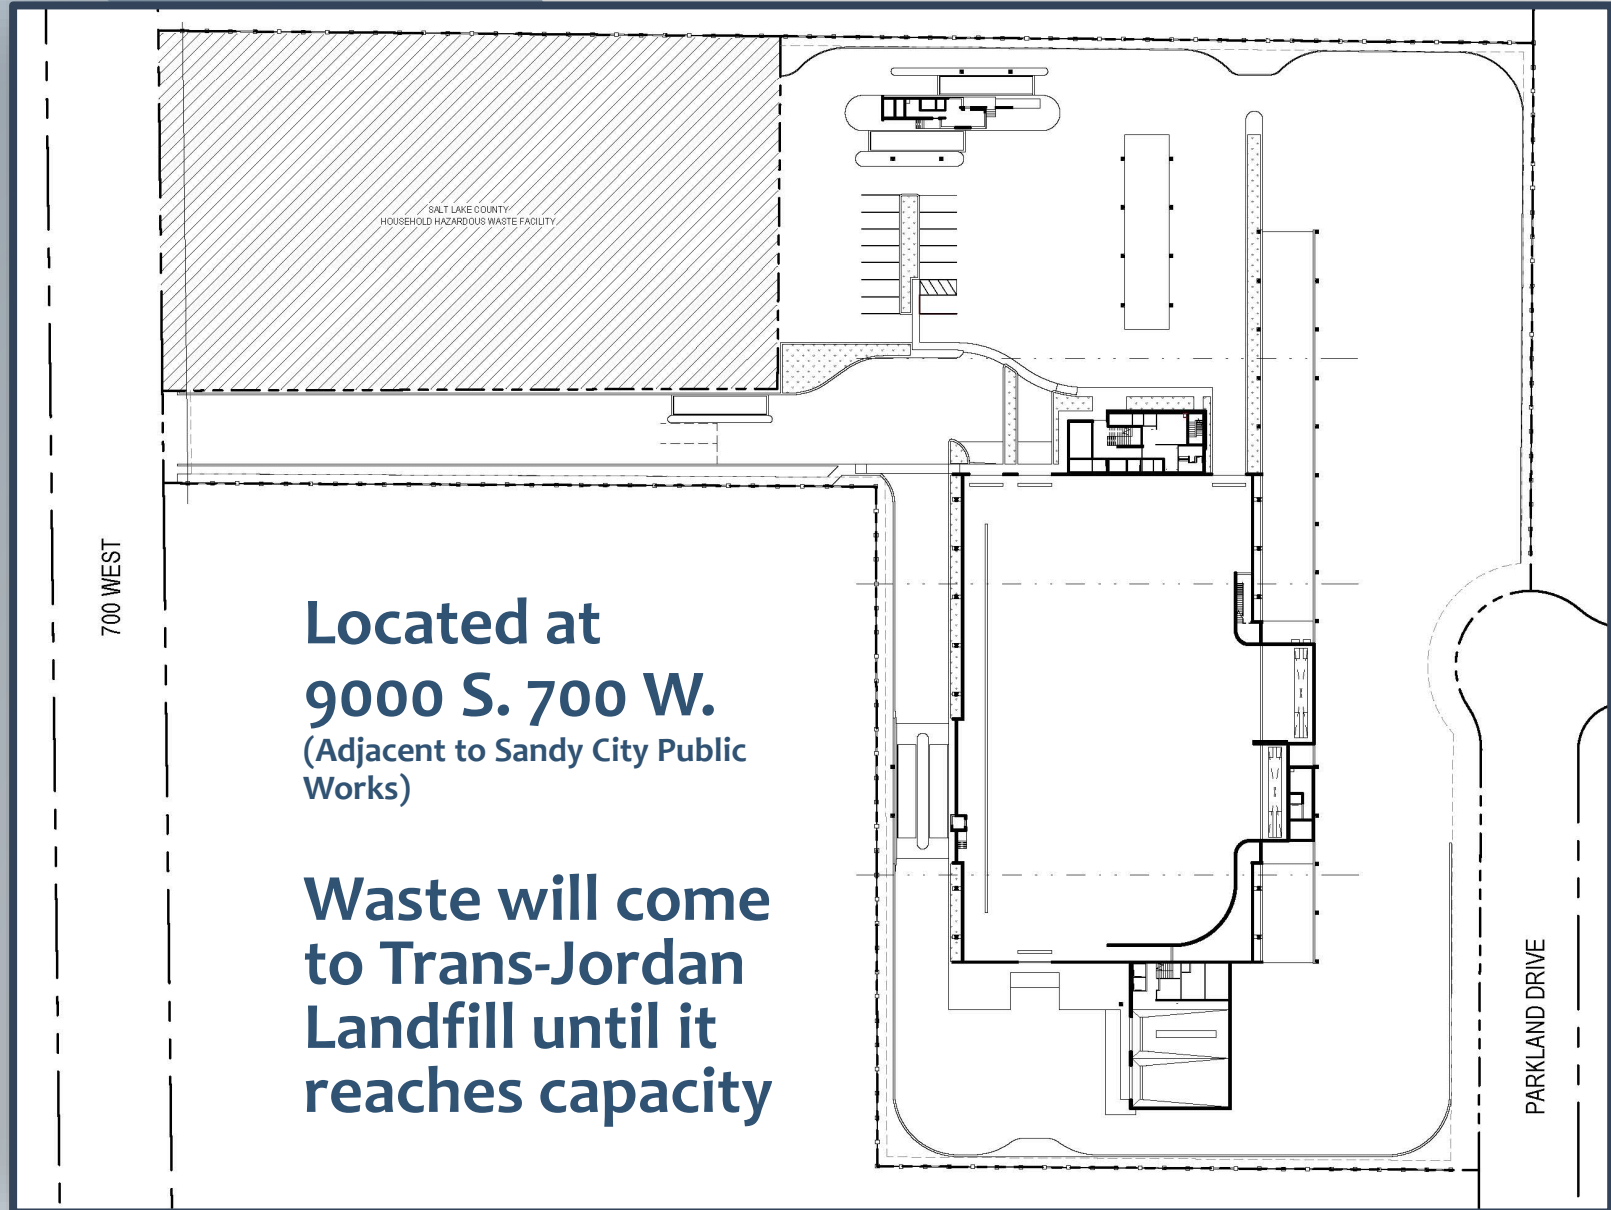 SALT LAKE COUNTY
HOUSEHOLD HAZARDOUS WASTE FACILITY
700 WEST
Located at
9000 S. 700 W.
(Adjacent to Sandy City Public
Works)
Waste will come
to Trans-Jordan
Landfill until it
reaches capacity
PARKLAND DRIVE